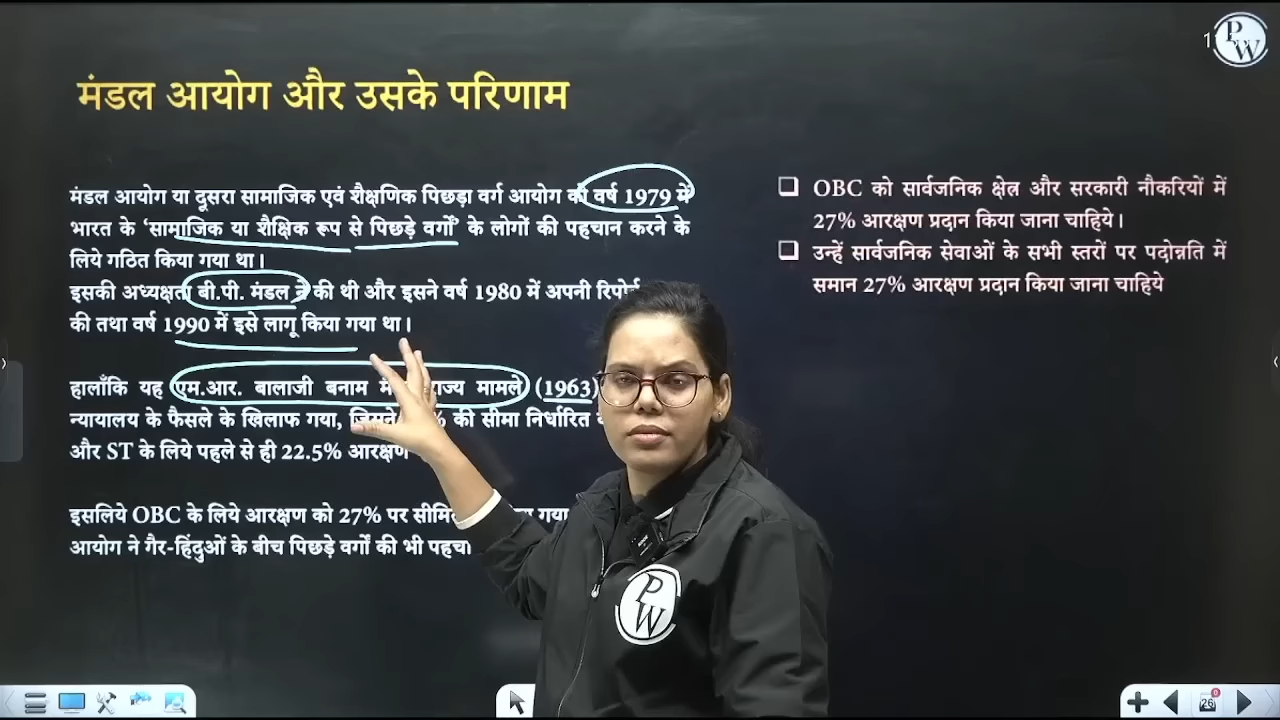 PW
1
मंडल आयोग और उसके परिणाम
मंडल आयोग या दूसरा सामाजिक एवं शैक्षणिक पिछड़ा वर्ग आयोग को वर्ष 1979 में
भारत के 'सामाजिक या शैक्षिक रूप से पिछड़े वर्गों' के लोगों की पहचान करने के
लिये गठित किया गया था।
इसकी अध्यक्षता बी.पी. मंडल ने की थी और इसने वर्ष 1980 में अपनी
की तथा वर्ष 1990 में इसे लागू किया गया था।
हालाँकि यह एम.आर. बालाजी बनाम राज्य मामले (1963)
न्यायालय के फैसले के खिलाफ गया, जिसने % की सीमा निर्धारित
और ST के लिये पहले से ही 22.5% आरक्षण
इसलिये OBC के लिये आरक्षण को 27% पर गया
आयोग ने गैर-हिंदुओं के बीच पिछड़े वर्गों की भी
❑ OBC को सार्वजनिक क्षेत्र और सरकारी नौकरियों में
27% आरक्षण प्रदान किया जाना चाहिये।
❑ उन्हें सार्वजनिक सेवाओं के सभी स्तरों पर पदोन्नति में
समान 27% आरक्षण प्रदान किया जाना चाहिये
PW
26